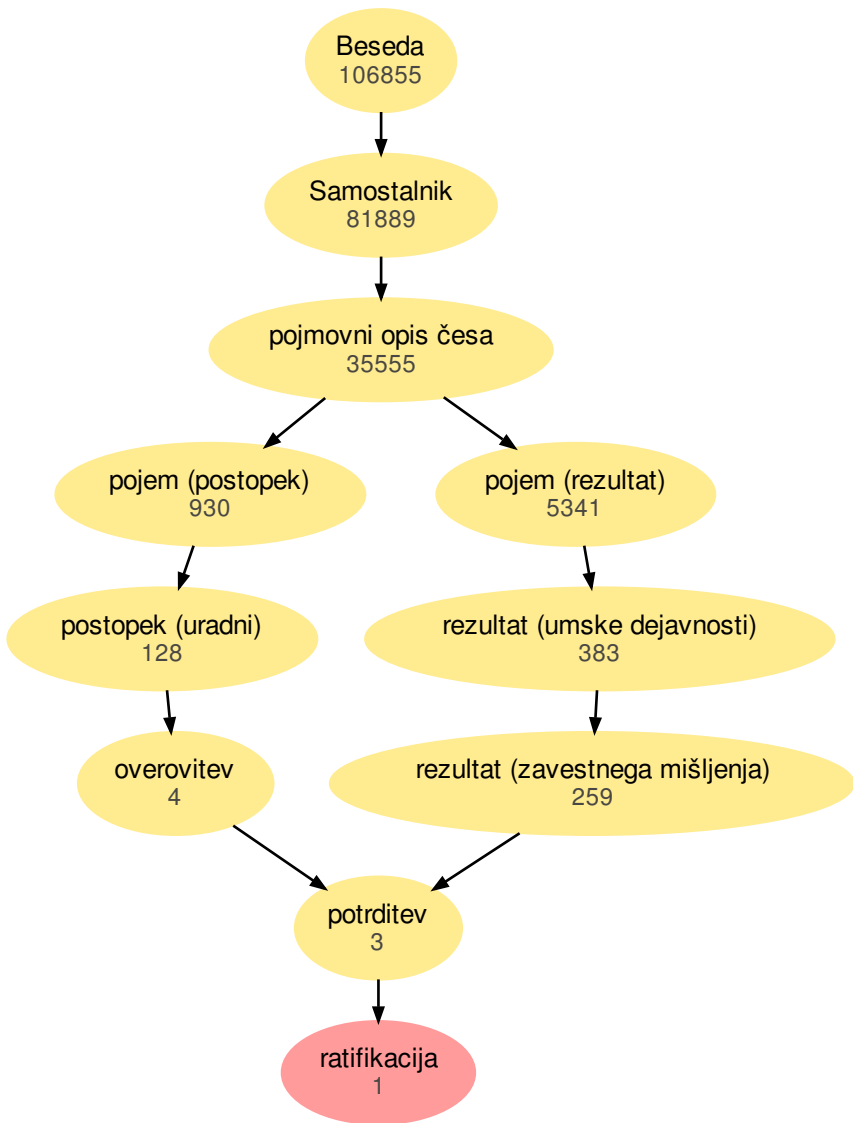 Beseda
106855
Samostalnik
81889
pojmovni opis česa
35555
pojem (postopek)
930
pojem (rezultat)
5341
postopek (uradni)
128
rezultat (umske dejavnosti)
383
overovitev
4
rezultat (zavestnega mišljenja)
259
potrditev
3
ratifikacija
1